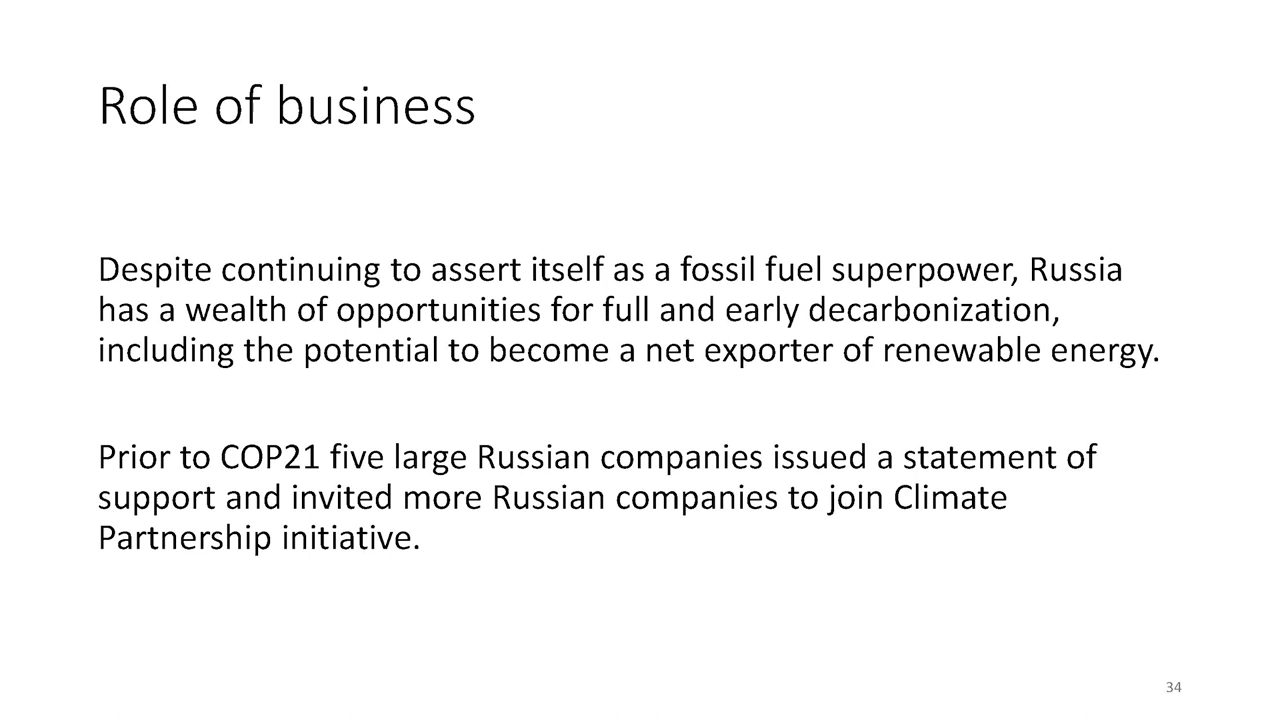 Role of business
Despite continuing to assert itself as a fossil fuel superpower, Russia
has a wealth of opportunities for full and early decarbonization,
including the potential to become a net exporter of renewable energy.
Prior to COP21 five large Russian companies issued a statement of
support and invited more Russian companies to join Climate
Partnership initiative.
34